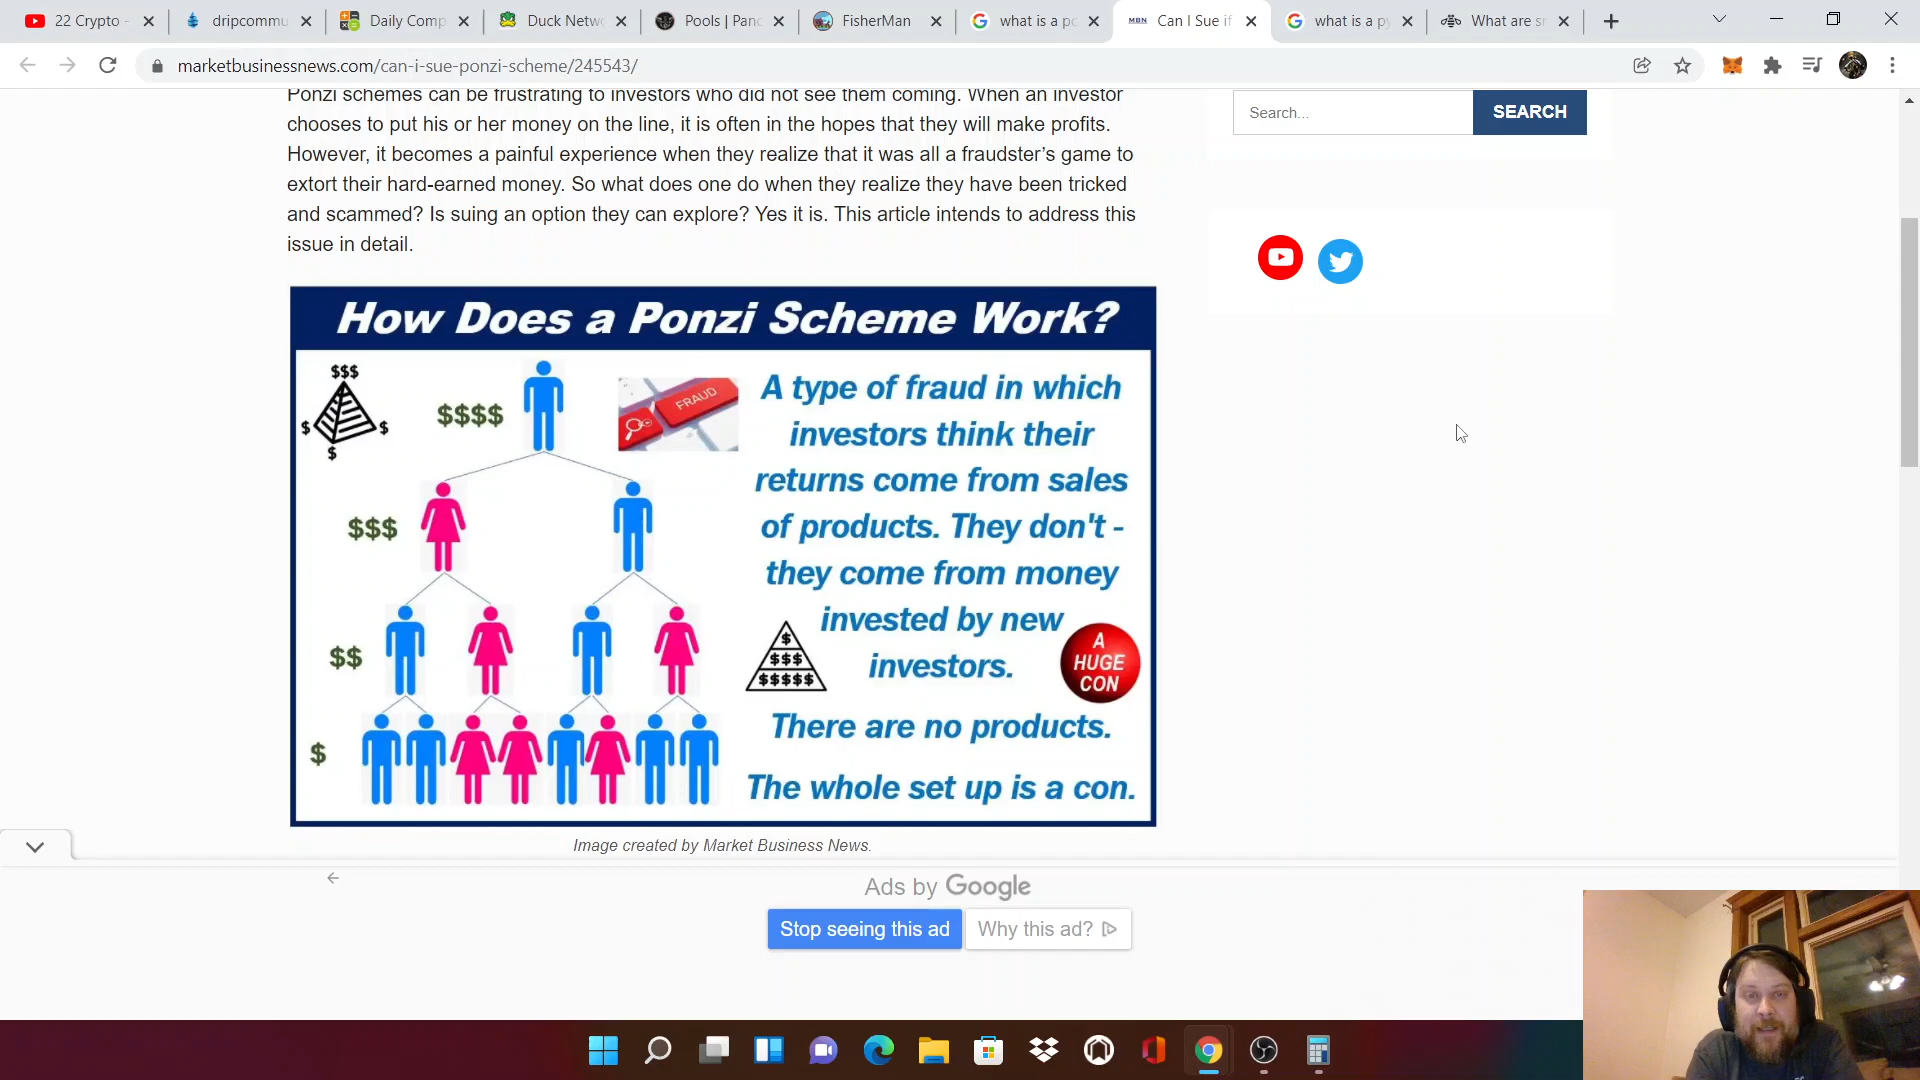 22 Crypto -
dripcommu
Daily Comp
Duck Netwo
Pools | Panc
FisherMan
what is a po
MBN
Can I Sue if
what is a py
What are sm
marketbusinessnews.com/can-i-sue-ponzi-scheme/245543/
Ponzi schemes can be frustrating to investors who did not see them coming. When an investor
chooses to put his or her money on the line, it is often in the hopes that they will make profits.
However, it becomes a painful experience when they realize that it was all a fraudster’s game to
extort their hard-earned money. So what does one do when they realize they have been tricked
and scammed? Is suing an option they can explore? Yes it is. This article intends to address this
issue in detail.
Search...
SEARCH
How Does a Ponzi Scheme Work?
$$$
$ $
$
$$$$
FRAUD
$$$
$$
$
A type of fraud in which
investors think their
returns come from sales
of products. They don't -
they come from money
invested by new
investors.
$
$$$
$$$$$
A
HUGE
CON
There are no products.
The whole set up is a con.
Image created by Market Business News.
Ads by Google
Stop seeing this ad
Why this ad?